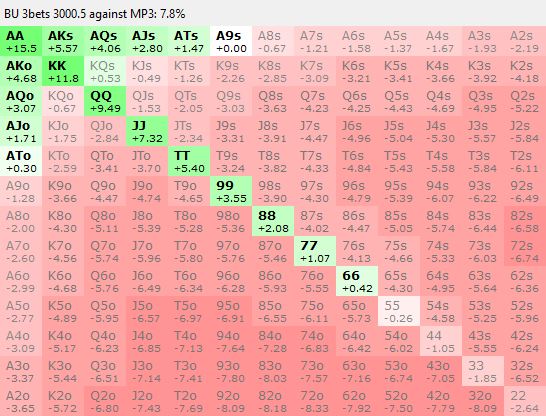 BU 3bets 3000.5 against MP3: 7.8%
AA AKs AQs AJs ATs A9s A8s A7s A6s A5s A4s A3s A2s
+15.5 +5.57 +4.06 +2.80 +1.47 +0.00 -0.67 -1.21 -1.58 -1.37 -1.67 -1.93 -2.19
AKo KK KQs KJs KTs K9s K8s K7s K6s K5s K4s K3s K2s
+4.68 +11.8 +0.53 -0.49 -1.26 -2.26 -2.85 -3.09 -3.21 -3.41 -3.66 -3.92 -4.18
AQo KQo QQ QJs QTs Q9s Q8s Q7s Q6s Q5s Q4s Q3s Q2s
+3.07 -0.67 +9.49 -1.53 -2.05 -3.03 -3.63 -4.23 -4.25 -4.43 -4.69 -4.95 -5.22
AJo KJo QJo JJ JTs J9s J8s J7s J6s J5s J4s J3s J2s
+1.71 -1.75 -2.84 +7.32 -2.34 -3.31 -3.91 -4.47 -4.96 -5.04 -5.30 -5.57 -5.84
ATo KTo QTo JTo TT T9s T8s T7s T6s T5s T4s T3s T2s
+0.30 -2.59 -3.41 -3.70 +5.40 -3.24 -3.82 -4.33 -4.84 -5.43 -5.58 -5.84 -6.11
A9o K9o Q9o J9o T9o 99 98s 97s 96s 95s 94s 93s 92s
-1.28 -3.66 -4.47 -4.74 -4.65 +3.55 -3.90 -4.30 -4.79 -5.39 -6.07 -6.22 -6.49
A8o K8o Q8o J8o T8o 98o 88 87s 86s 85s 84s 83s 82s
-2.00 -4.30 -5.11 -5.39 -5.28 -5.36 +2.08 -4.02 -4.47 -5.05 -5.74 -6.44 -6.58
A7o K7o Q7o J7o T7o 97o 87o 77 76s 75s 74s 73s 72s
-2.60 -4.56 -5.74 -5.96 -5.80 -5.76 -5.46 +1.07 -4.13 -4.66 -5.33 -6.03 -6.74
A6o K6o Q6o J6o T6o 96o 86o 76o 66 65s 64s 63s 62s
-2.99 -4.68 -5.76 -6.49 -6.34 -6.28 -5.93 -5.55 +0.42 -4.30 -4.95 -5.64 -6.36
A5o K5o Q5o J5o T5o 95o 85o 75o 65o 55 54s 53s 52s
-2.77 -4.89 -5.95 -6.57 -6.97 -6.91 -6.55 -6.11 -5.73 -0.26 -4.58 -5.25 -5.96
A4o K4o Q4o J4o T4o 94o 84o 74o 64o 54o 44 43s 42s
-3.09 -5.17 -6.23 -6.85 -7.13 -7.64 -7.28 -6.83 -6.42 -6.02 -1.05 -5.55 -6.24
A3o K3o Q3o J3o T3o 93o 83o 73o 63o 53o 43o 33 32s
-3.37 -5.44 -6.51 -7.14 -7.41 -7.80 -8.03 -7.57 -7.16 -6.74 -7.05 -1.85 -6.52
A2o K2o Q2o J2o T2o 92o 82o 72o 62o 52o 42o 32o 22
-3.65 -5.72 -6.80 -7.43 -7.69 -8.09 -8.18 -8.33 -7.92 -7.50 -7.79 -8.09 -2.64